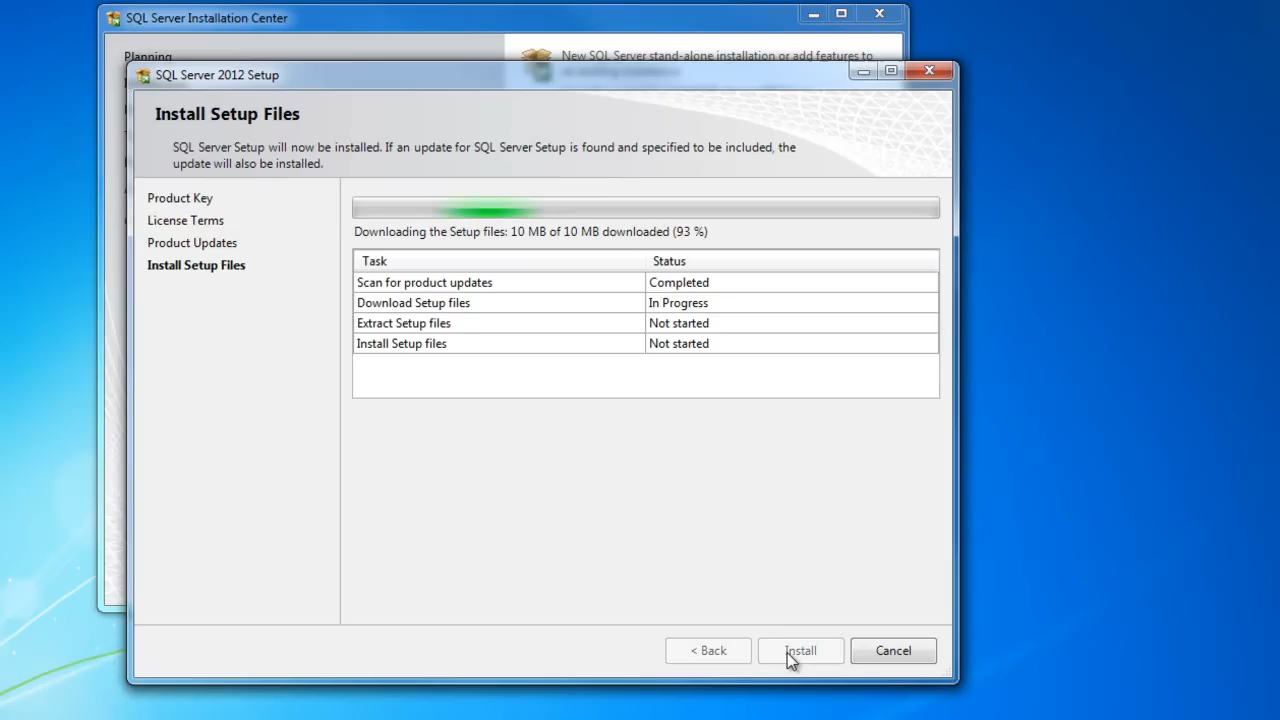 SQL Server Installation Center
Planning
New SQL Server stand-alone installation or add features to
SQL Server 2012 Setup
Install Setup Files
SQL Server Setup will now be installed. If an update for SQL Server Setup is found and specified to be included, the
update will also be installed.
Product Key
License Terms
Product Updates
Install Setup Files
Downloading the Setup files: 10 MB of 10 MB downloaded (93 %)
Task Status
Scan for product updates Completed
Download Setup files In Progress
Extract Setup files Not started
Install Setup files Not started
< Back Install Cancel